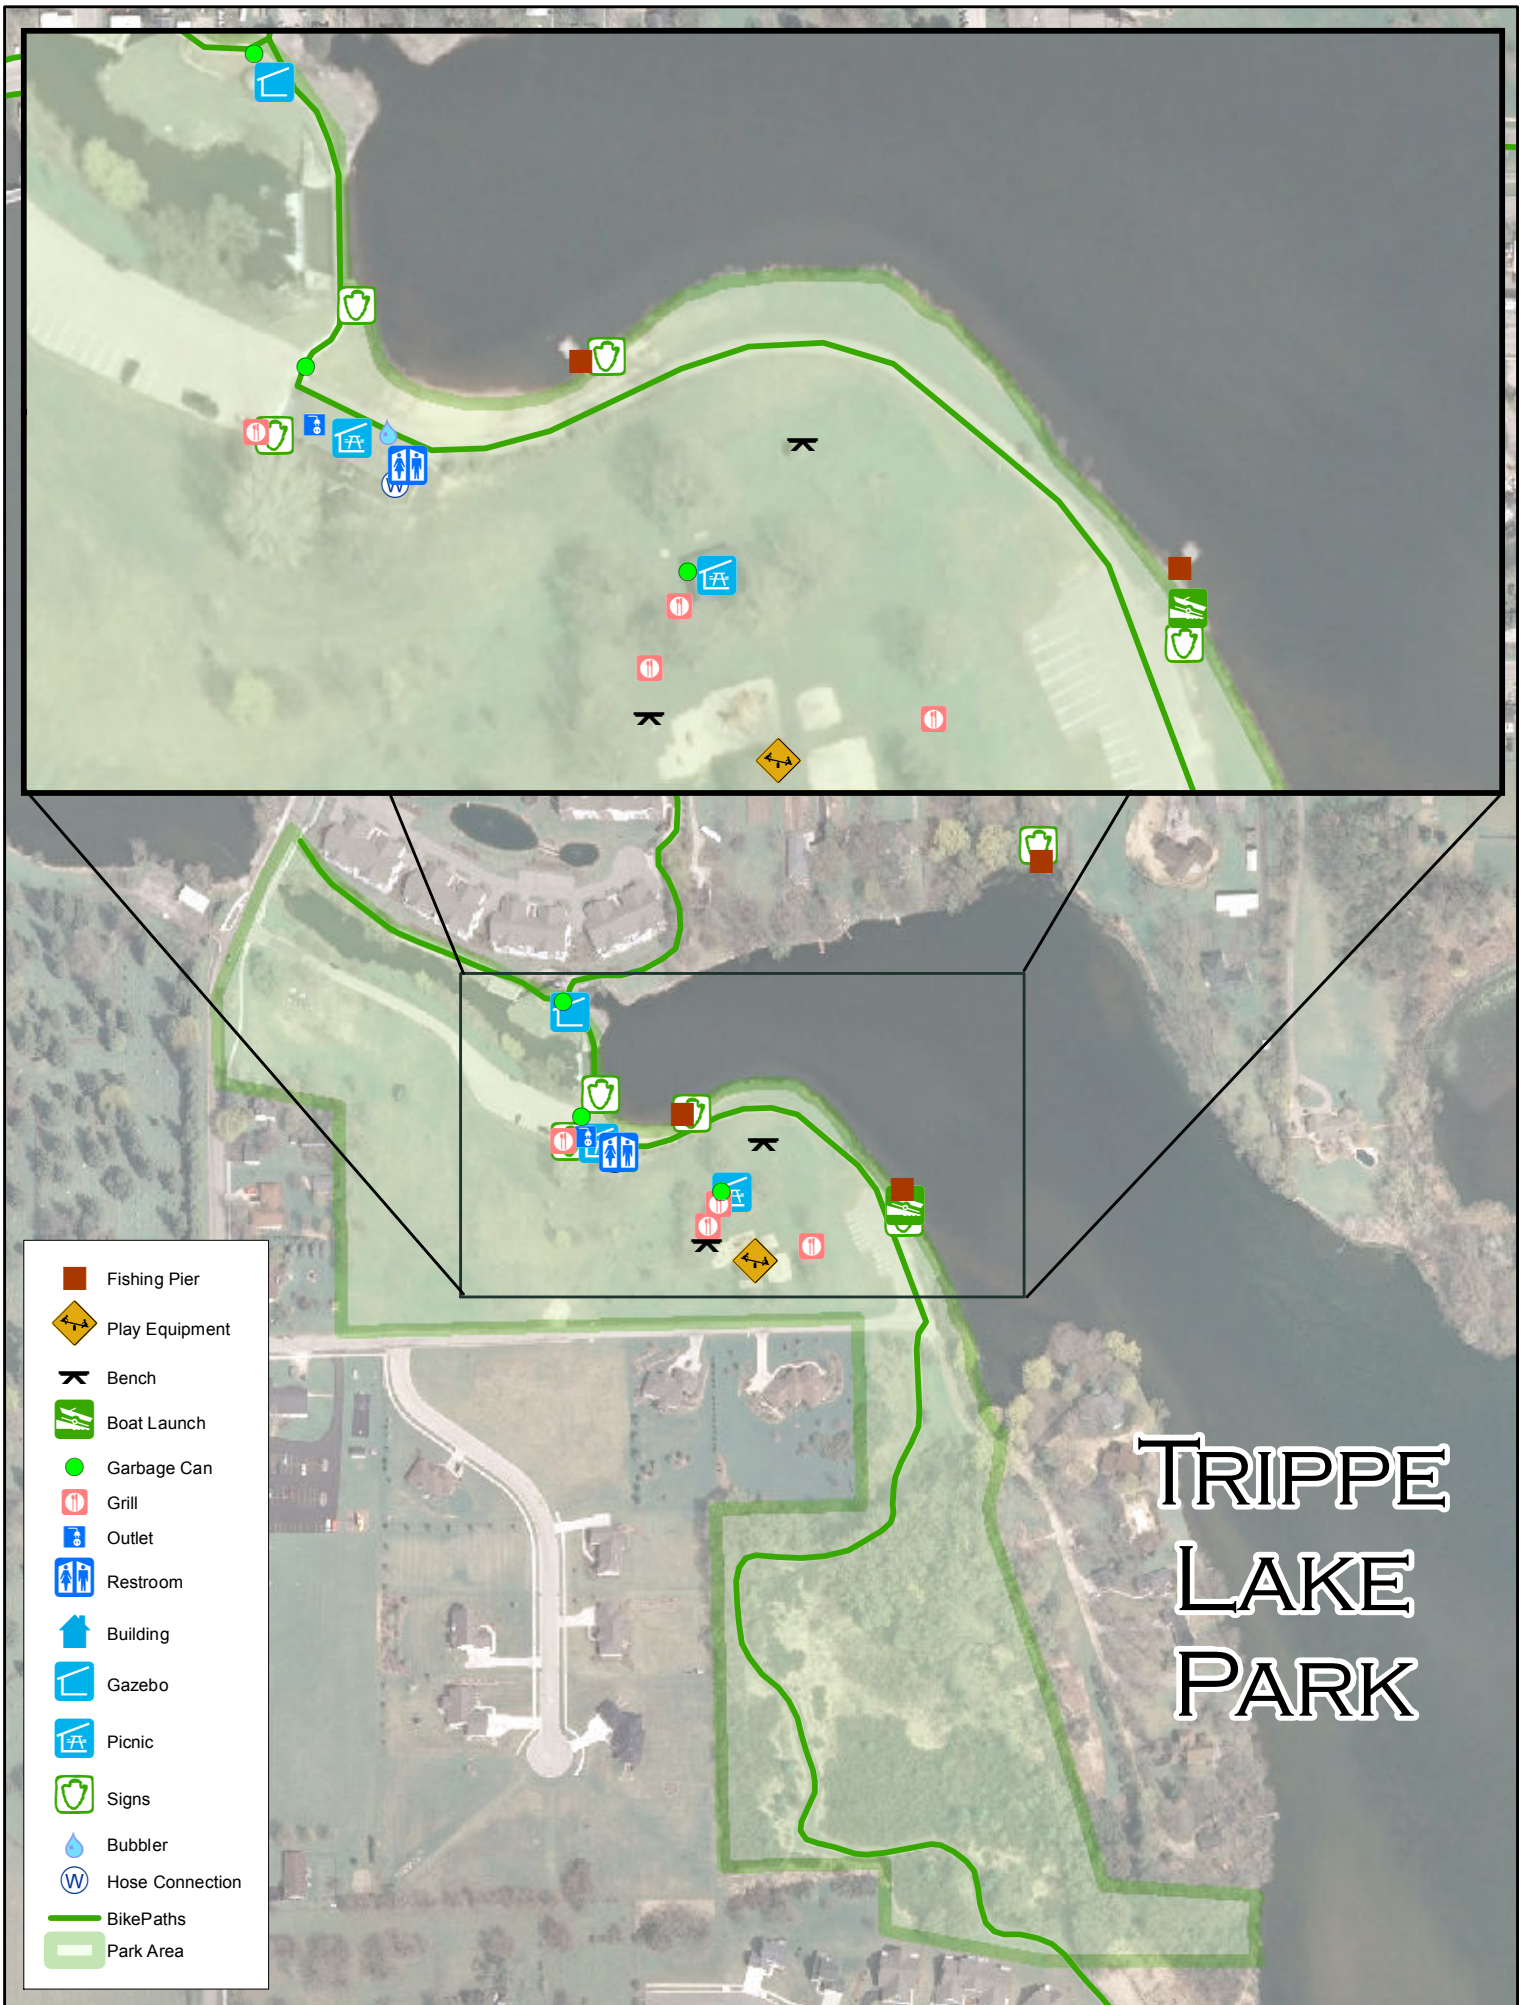 W
Fishing Pier
Play Equipment
Bench
Boat Launch
Garbage Can
Grill
Outlet
Restroom
Building
Gazebo
Picnic
Signs
Bubbler
W
Hose Connection
BikePaths
Park Area
TRIPPE
LAKE
PARK